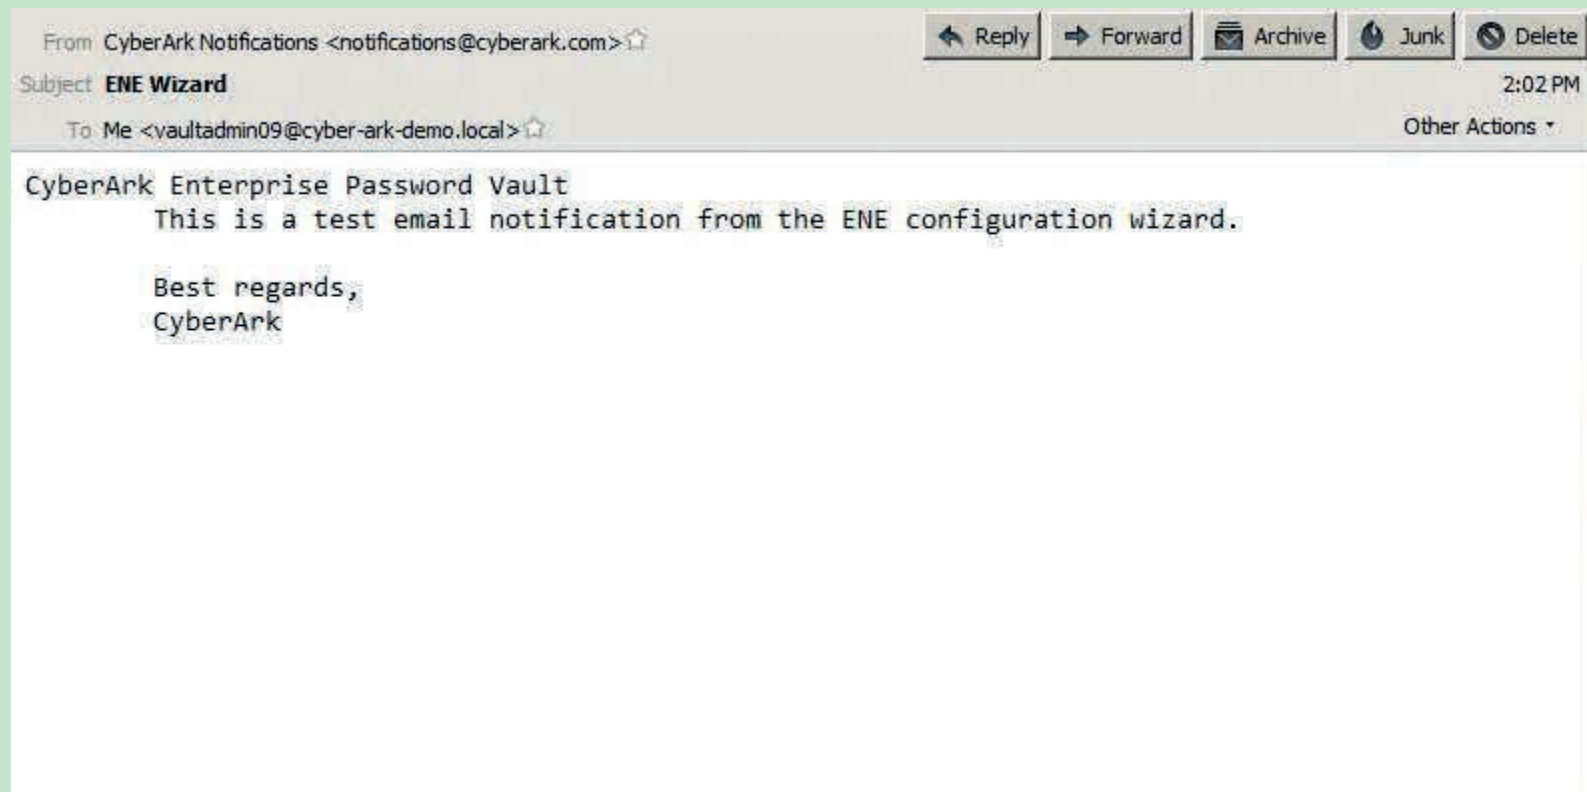 From CyberArk Notifications <notifications@cyberark.com>
Reply Forward Archive Junk Delete
Subject ENE Wizard
2:02 PM
To Me <vaultadmin09@cyber-ark-demo.local>
Other Actions
CyberArk Enterprise Password Vault
This is a test email notification from the ENE configuration wizard.
Best regards,
CyberArk